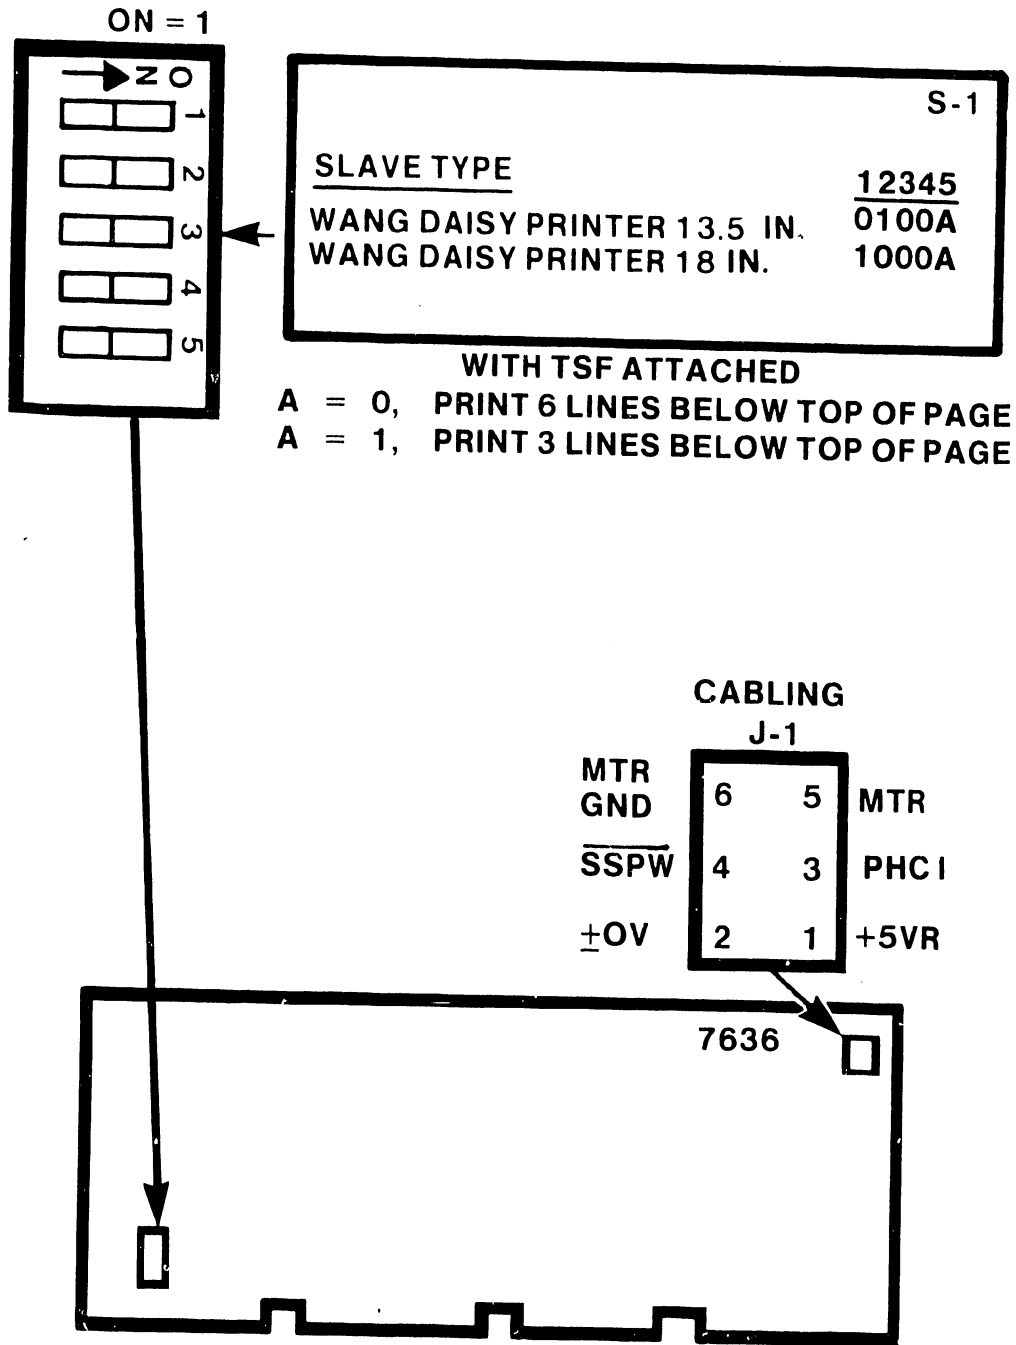 ON = 1
ON
1
2
3
4
5
S-1
SLAVE TYPE 12345
WANG DAISY PRINTER 13.5 IN. 0100A
WANG DAISY PRINTER 18 IN. 1000A
WITH TSF ATTACHED
A = 0, PRINT 6 LINES BELOW TOP OF PAGE
A = 1, PRINT 3 LINES BELOW TOP OF PAGE
CABLING
J-1
MTR GND 6 5 MTR
SSPW 4 3 PHCI
±OV 2 1 +5VR
7636